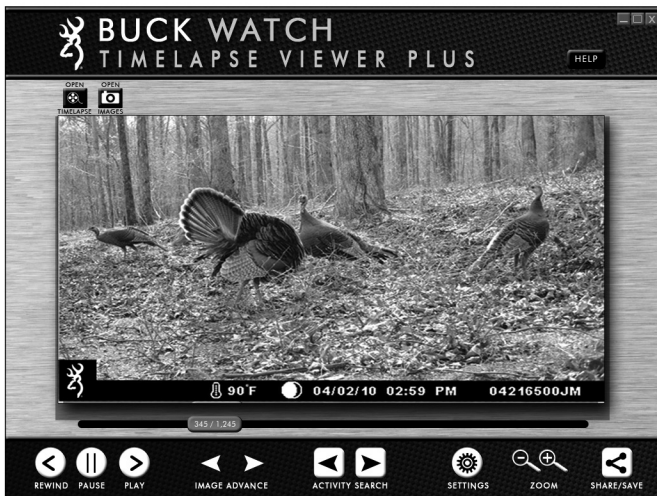 BUCK WATCH
TIMELAPSE VIEWER PLUS
HELP
OPEN
TIMELAPSE
OPEN
IMAGES
90°F 04/02/10 02:59 PM 04216500JM
345 / 1,245
REWIND PAUSE PLAY IMAGE ADVANCE ACTIVITY SEARCH SETTINGS ZOOM SHARE/SAVE